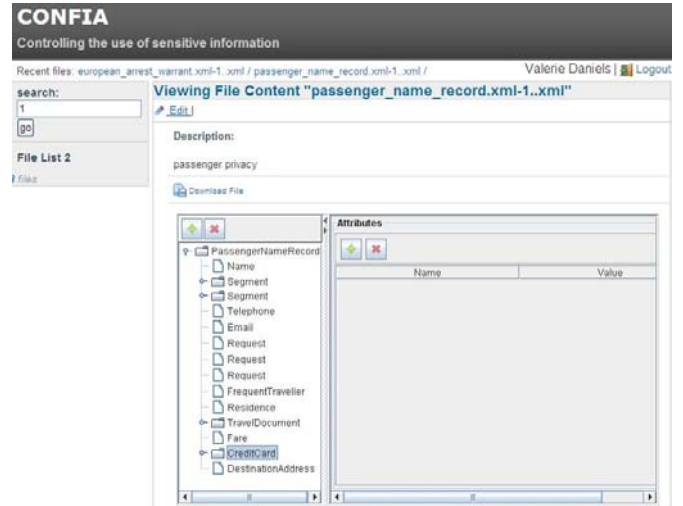 CONFIA
Controlling the use of sensitive information
Recent files: european_arrest_warrant.xml-1..xml / passenger_name_record.xml-1..xml /
Valerie Daniels | Logout
search:
1
go
File List 2
files
Viewing File Content "passenger_name_record.xml-1..xml"
Edit |
Description:
passenger privacy
Download File
Attributes
Name Value
PassengerNameRecord
Name
Segment
Segment
Telephone
Email
Request
Request
Request
FrequentTraveller
Residence
TravelDocument
Fare
CreditCard
DestinationAddress